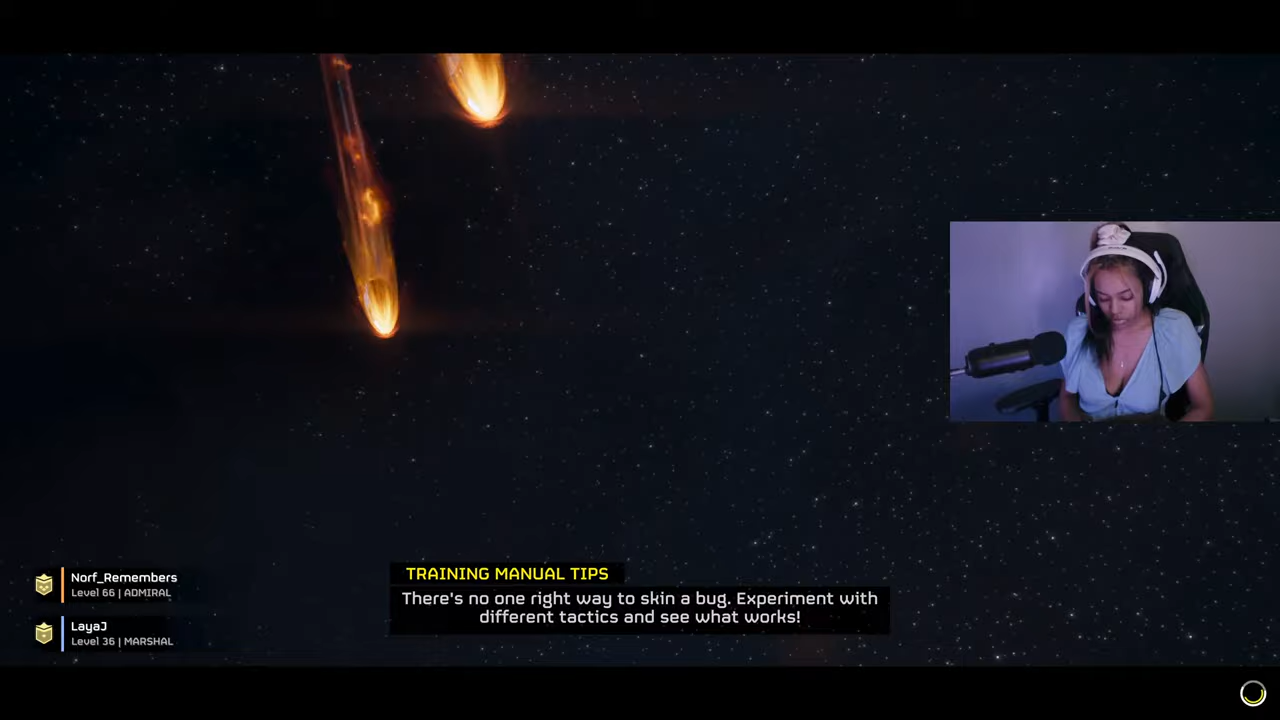 TRAINING MANUAL TIPS
There's no one right way to skin a bug. Experiment with
different tactics and see what works!
Norf_Remembers
Level 66 | ADMIRAL
LayaJ
Level 36 | MARSHAL